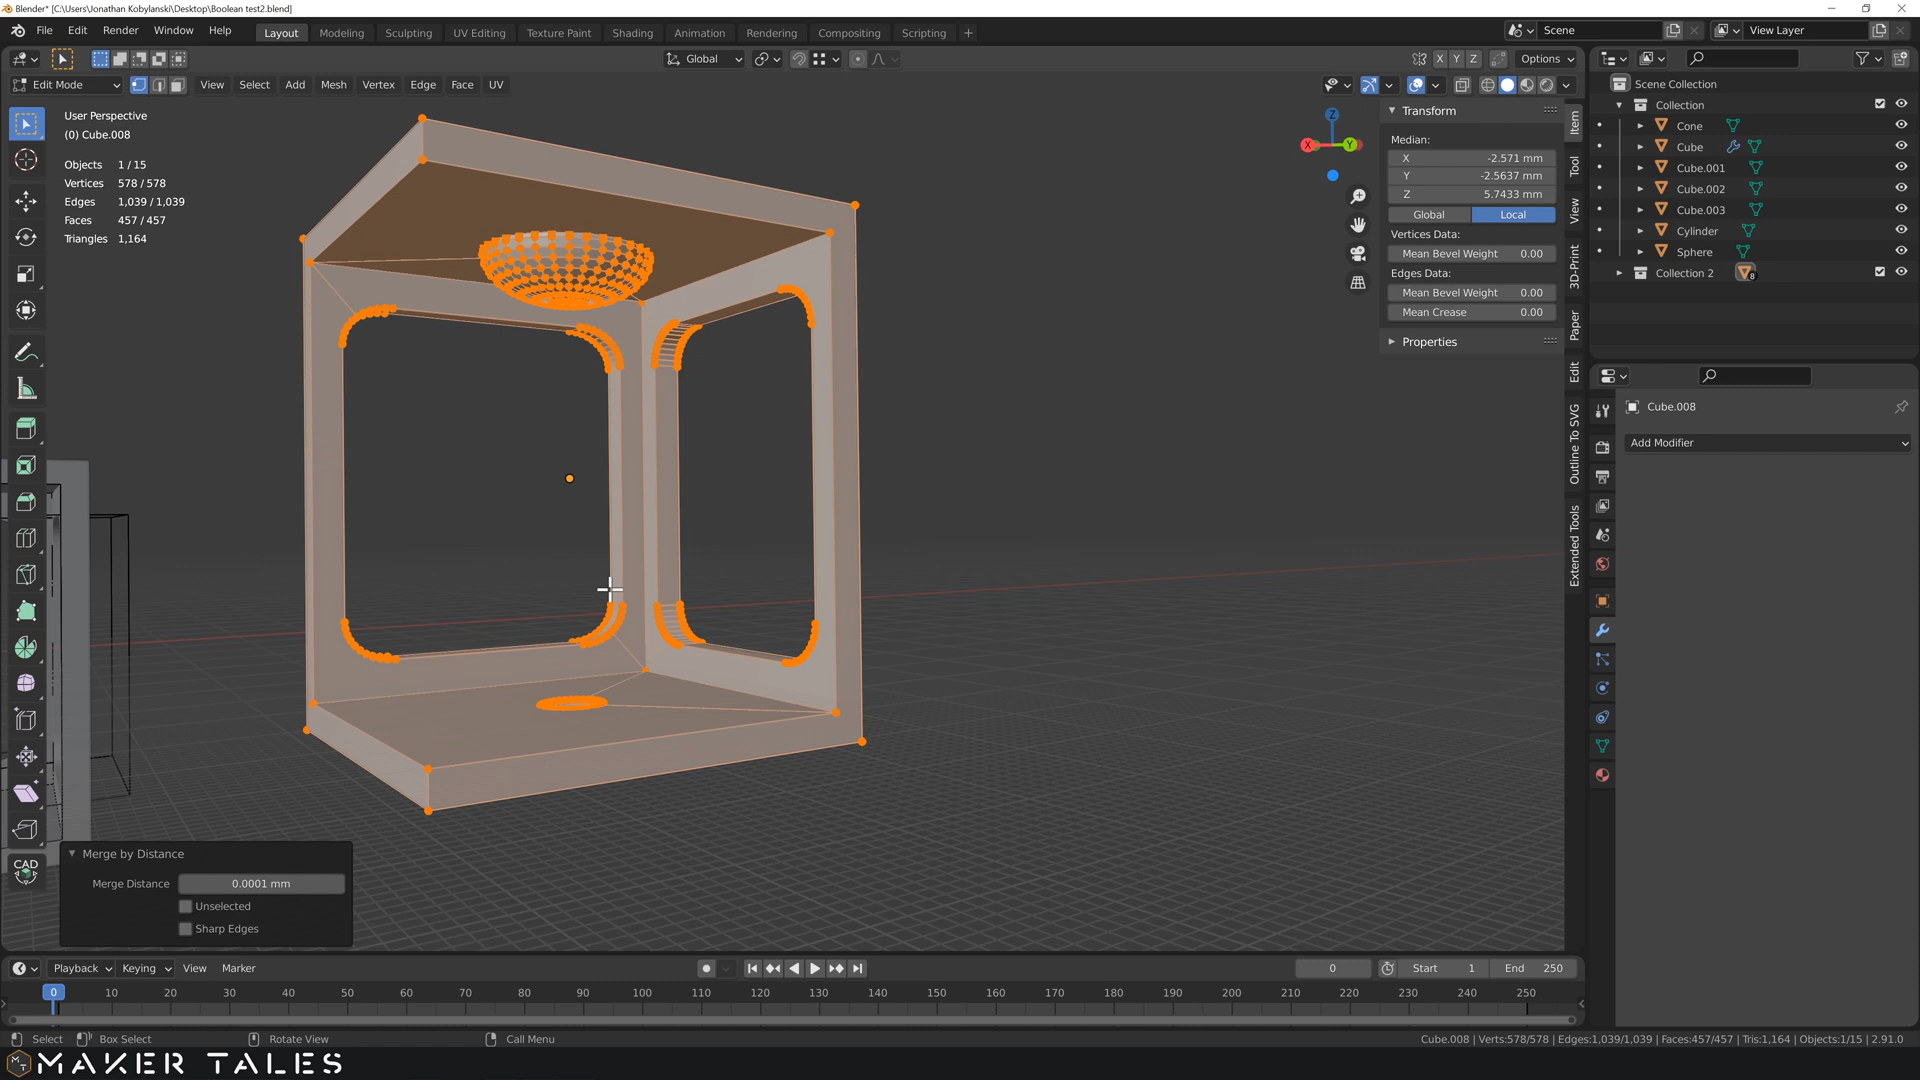 Blender* [C:\Users\Jonathan Kobylanski\Desktop\Boolean test2.blend]
File Edit Render Window Help Layout Modeling Sculpting UV Editing Texture Paint Shading Animation Rendering Compositing Scripting + Scene View Layer
Global X Y Z Options
Edit Mode View Select Add Mesh Vertex Edge Face UV
User Perspective
(0) Cube.008
Objects 1 / 15
Vertices 578 / 578
Edges 1,039 / 1,039
Faces 457 / 457
Triangles 1,164
Z
X Y
Transform
Median:
X -2.571 mm
Y -2.5637 mm
Z 5.7433 mm
Global Local
Vertices Data:
Mean Bevel Weight 0.00
Edges Data:
Mean Bevel Weight 0.00
Mean Crease 0.00
Properties
Item
Tool
View
3D-Print
Paper
Edit
Outline To SVG
Extended Tools
Scene Collection
Collection
Cone
Cube
Cube.001
Cube.002
Cube.003
Cylinder
Sphere
Collection 2 8
Cube.008
Add Modifier
CAD
Merge by Distance
Merge Distance 0.0001 mm
Unselected
Sharp Edges
Playback Keying View Marker 0 Start 1 End 250
0 10 20 30 40 50 60 70 80 90 100 110 120 130 140 150 160 170 180 190 200 210 220 230 240 250
Select Box Select Rotate View Call Menu Cube.008 | Verts:578/578 | Edges:1,039/1,039 | Faces:457/457 | Tris:1,164 | Objects:1/15 | 2.91.0
MAKER TALES